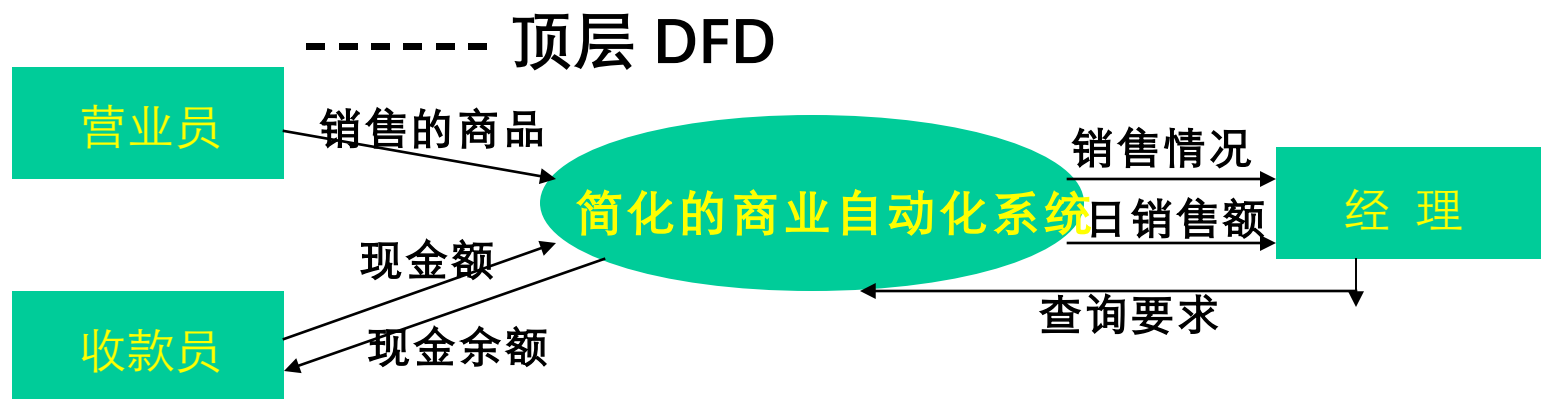 ------ 顶层 DFD
营业员
销售的商品
简化的商业自动化系统
销售情况
日销售额
经 理
现金额
收款员
现金余额
查询要求